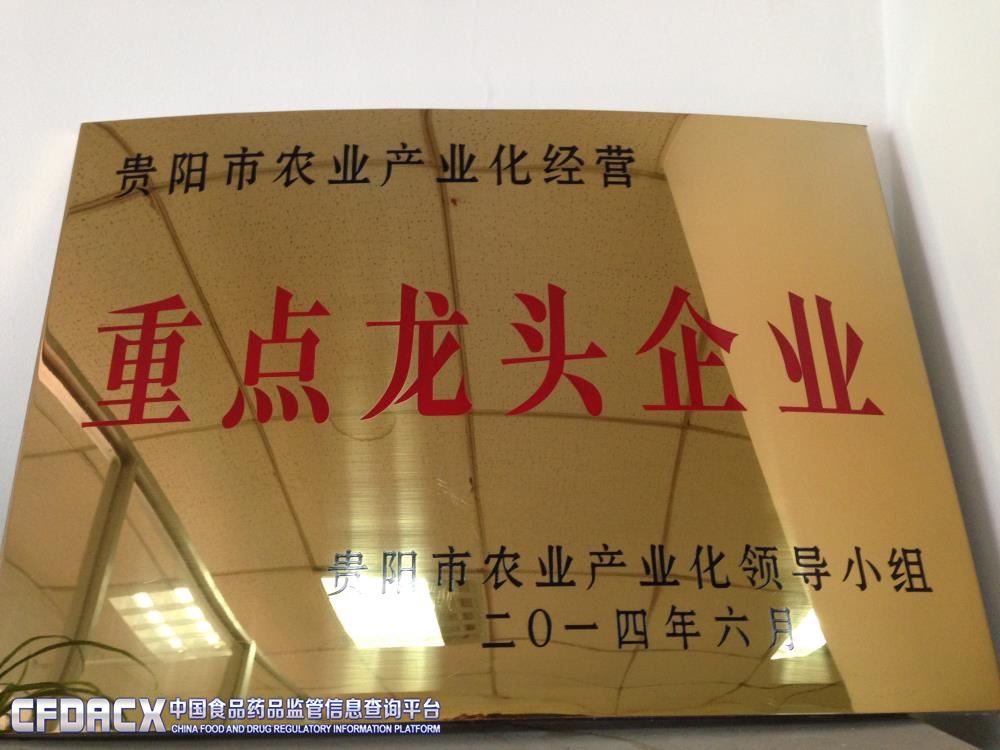 贵阳市农业产业化经营
重点龙头企业
贵阳市农业产业化领导小组
二0一四年六月
CFDACX 中国食品药品监管信息查询平台
CHINA FOOD AND DRUG REGULATORY INFORMATION PLATFORM